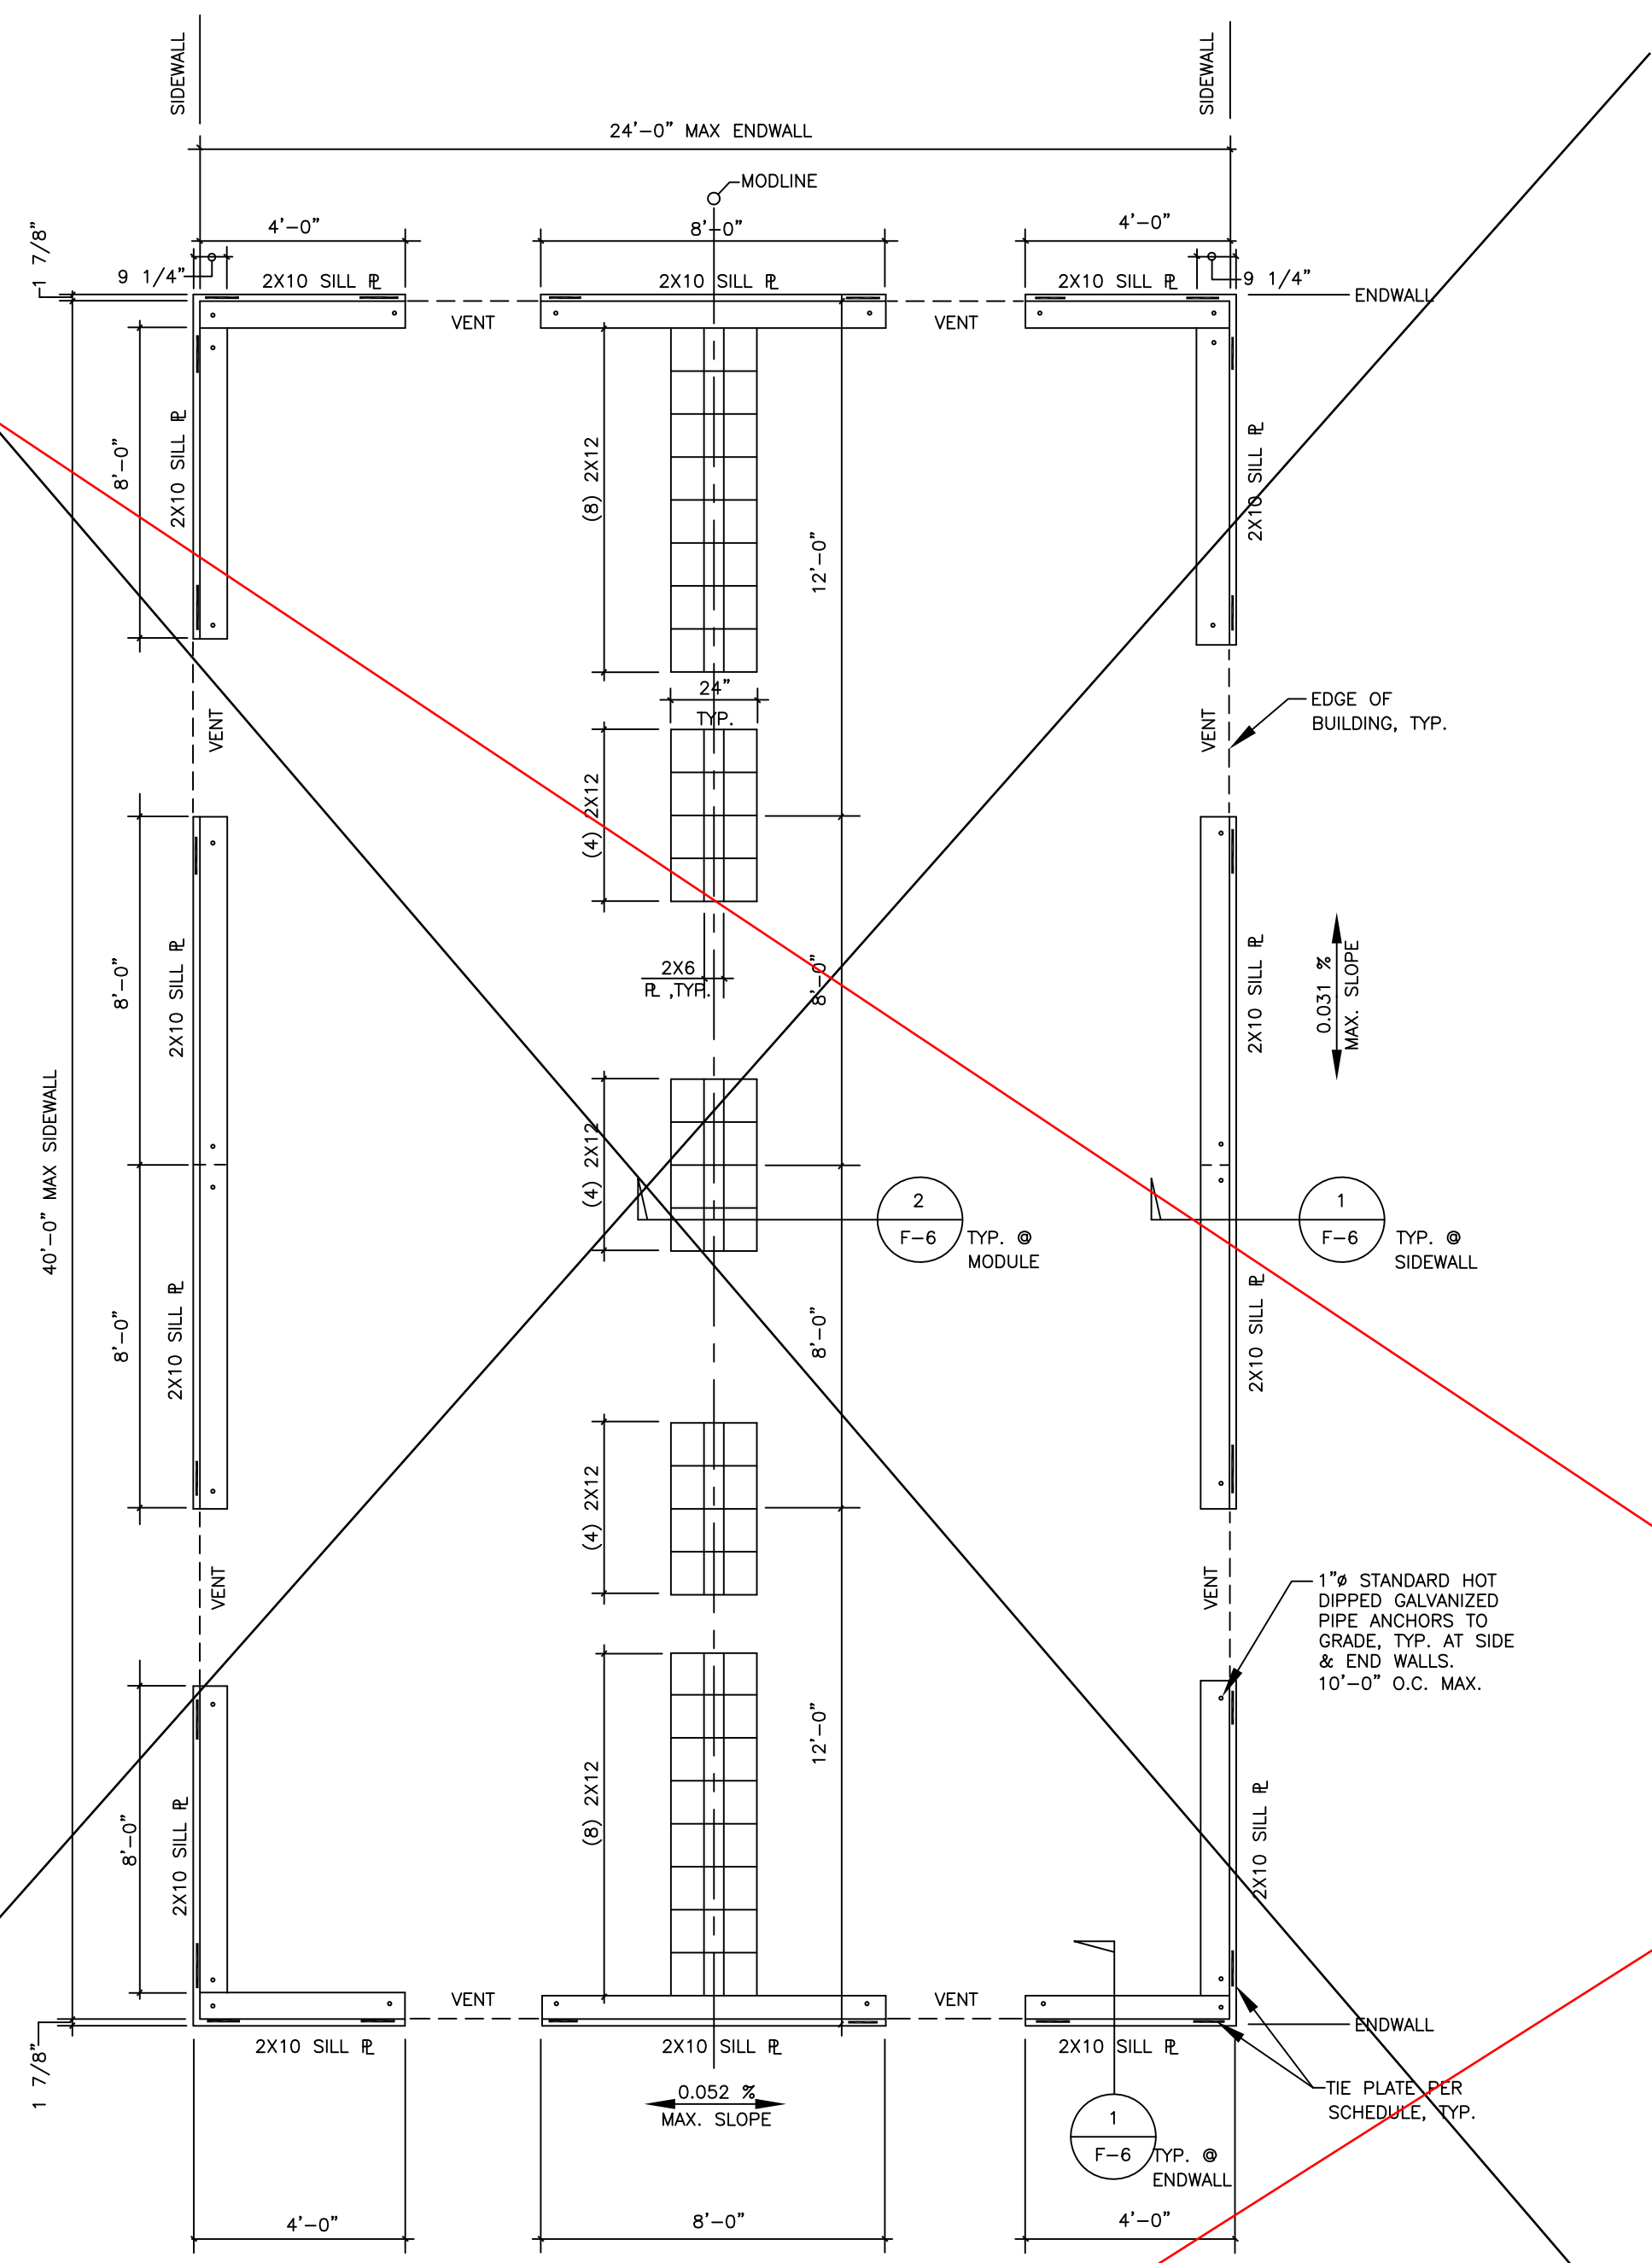 SIDEWALL
SIDEWALL
24'-0" MAX ENDWALL
MODLINE
4'-0"
8'-0"
4'-0"
1 7/8"
9 1/4"
2X10 SILL PL
2X10 SILL PL
2X10 SILL PL
9 1/4"
ENDWALL
VENT
VENT
8'-0"
2X10 SILL PL
(8) 2X12
12'-0"
2X10 SILL PL
24"
TYP.
VENT
VENT
EDGE OF
BUILDING, TYP.
(4) 2X12
8'-0"
2X10 SILL PL
2X6
PL ,TYP.
8'-0"
2X10 SILL PL
0.031 %
MAX. SLOPE
40'-0" MAX SIDEWALL
(4) 2X12
2
F-6
TYP. @
MODULE
1
F-6
TYP. @
SIDEWALL
8'-0"
2X10 SILL PL
8'-0"
2X10 SILL PL
(4) 2X12
VENT
VENT
1"ø STANDARD HOT
DIPPED GALVANIZED
PIPE ANCHORS TO
GRADE, TYP. AT SIDE
& END WALLS.
10'-0" O.C. MAX.
8'-0"
2X10 SILL PL
(8) 2X12
12'-0"
2X10 SILL PL
VENT
VENT
1 7/8"
2X10 SILL PL
2X10 SILL PL
2X10 SILL PL
ENDWALL
0.052 %
MAX. SLOPE
TIE PLATE PER
SCHEDULE, TYP.
1
F-6
TYP. @
ENDWALL
4'-0"
8'-0"
4'-0"